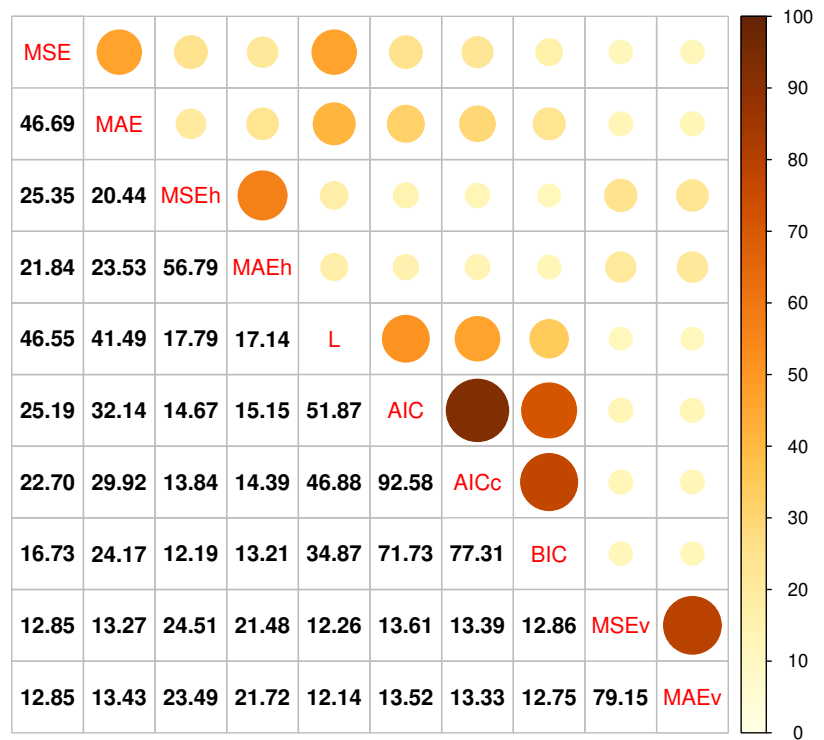 MSE
46.69 MAE
25.35 20.44 MSEh
21.84 23.53 56.79 MAEh
46.55 41.49 17.79 17.14 L
25.19 32.14 14.67 15.15 51.87 AIC
22.70 29.92 13.84 14.39 46.88 92.58 AICc
16.73 24.17 12.19 13.21 34.87 71.73 77.31 BIC
12.85 13.27 24.51 21.48 12.26 13.61 13.39 12.86 MSEv
12.85 13.43 23.49 21.72 12.14 13.52 13.33 12.75 79.15 MAEv
100
90
80
70
60
50
40
30
20
10
0